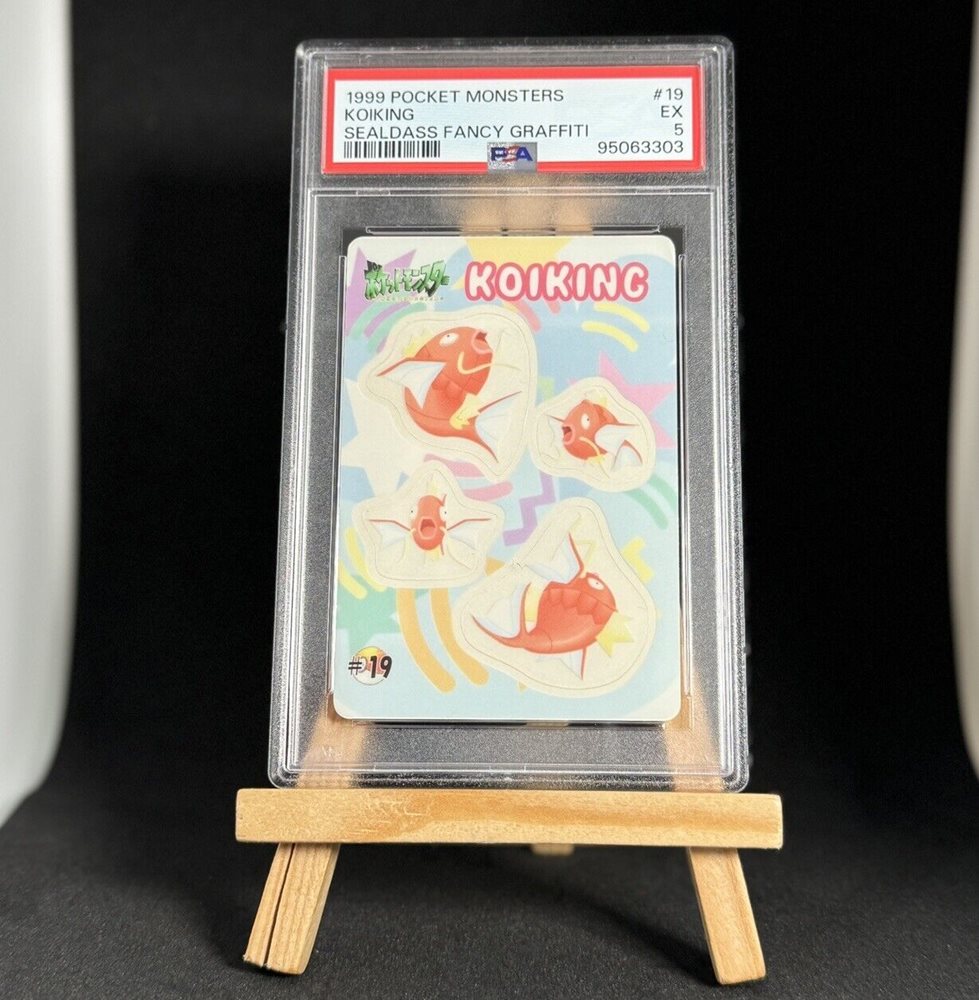 1999 POCKET MONSTERS #19
KOIKING EX
SEALDASS FANCY GRAFFITI 5
95063303
PSA
ポケットモンスター
KOIKING
#19